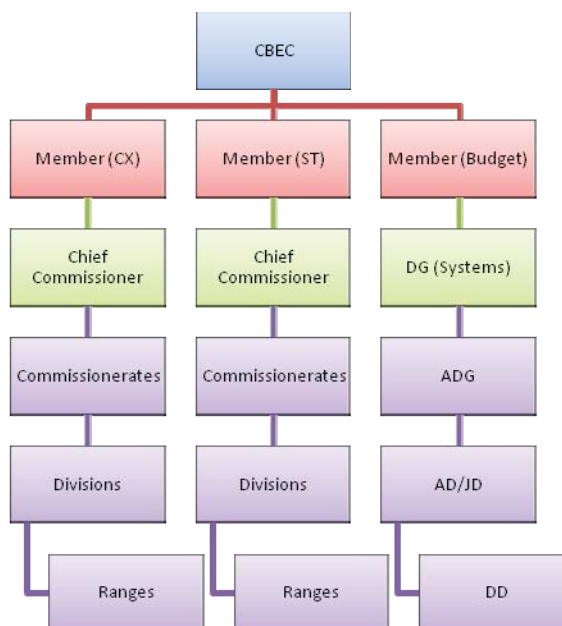 CBEC
Member (CX)
Member (ST)
Member (Budget)
Chief
Commissioner
Chief
Commissioner
DG (Systems)
Commissionerates
Commissionerates
ADG
Divisions
Divisions
AD/JD
Ranges
Ranges
DD